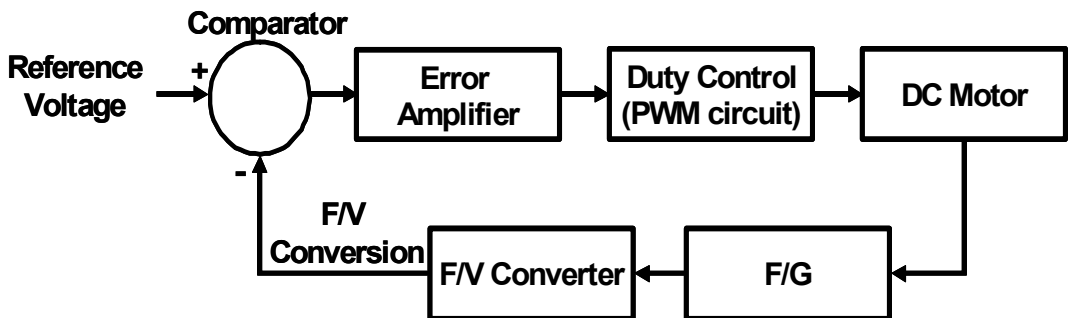 Comparator
Reference
Voltage
+
-
Error
Amplifier
Duty Control
(PWM circuit)
DC Motor
F/V
Conversion
F/V Converter
F/G